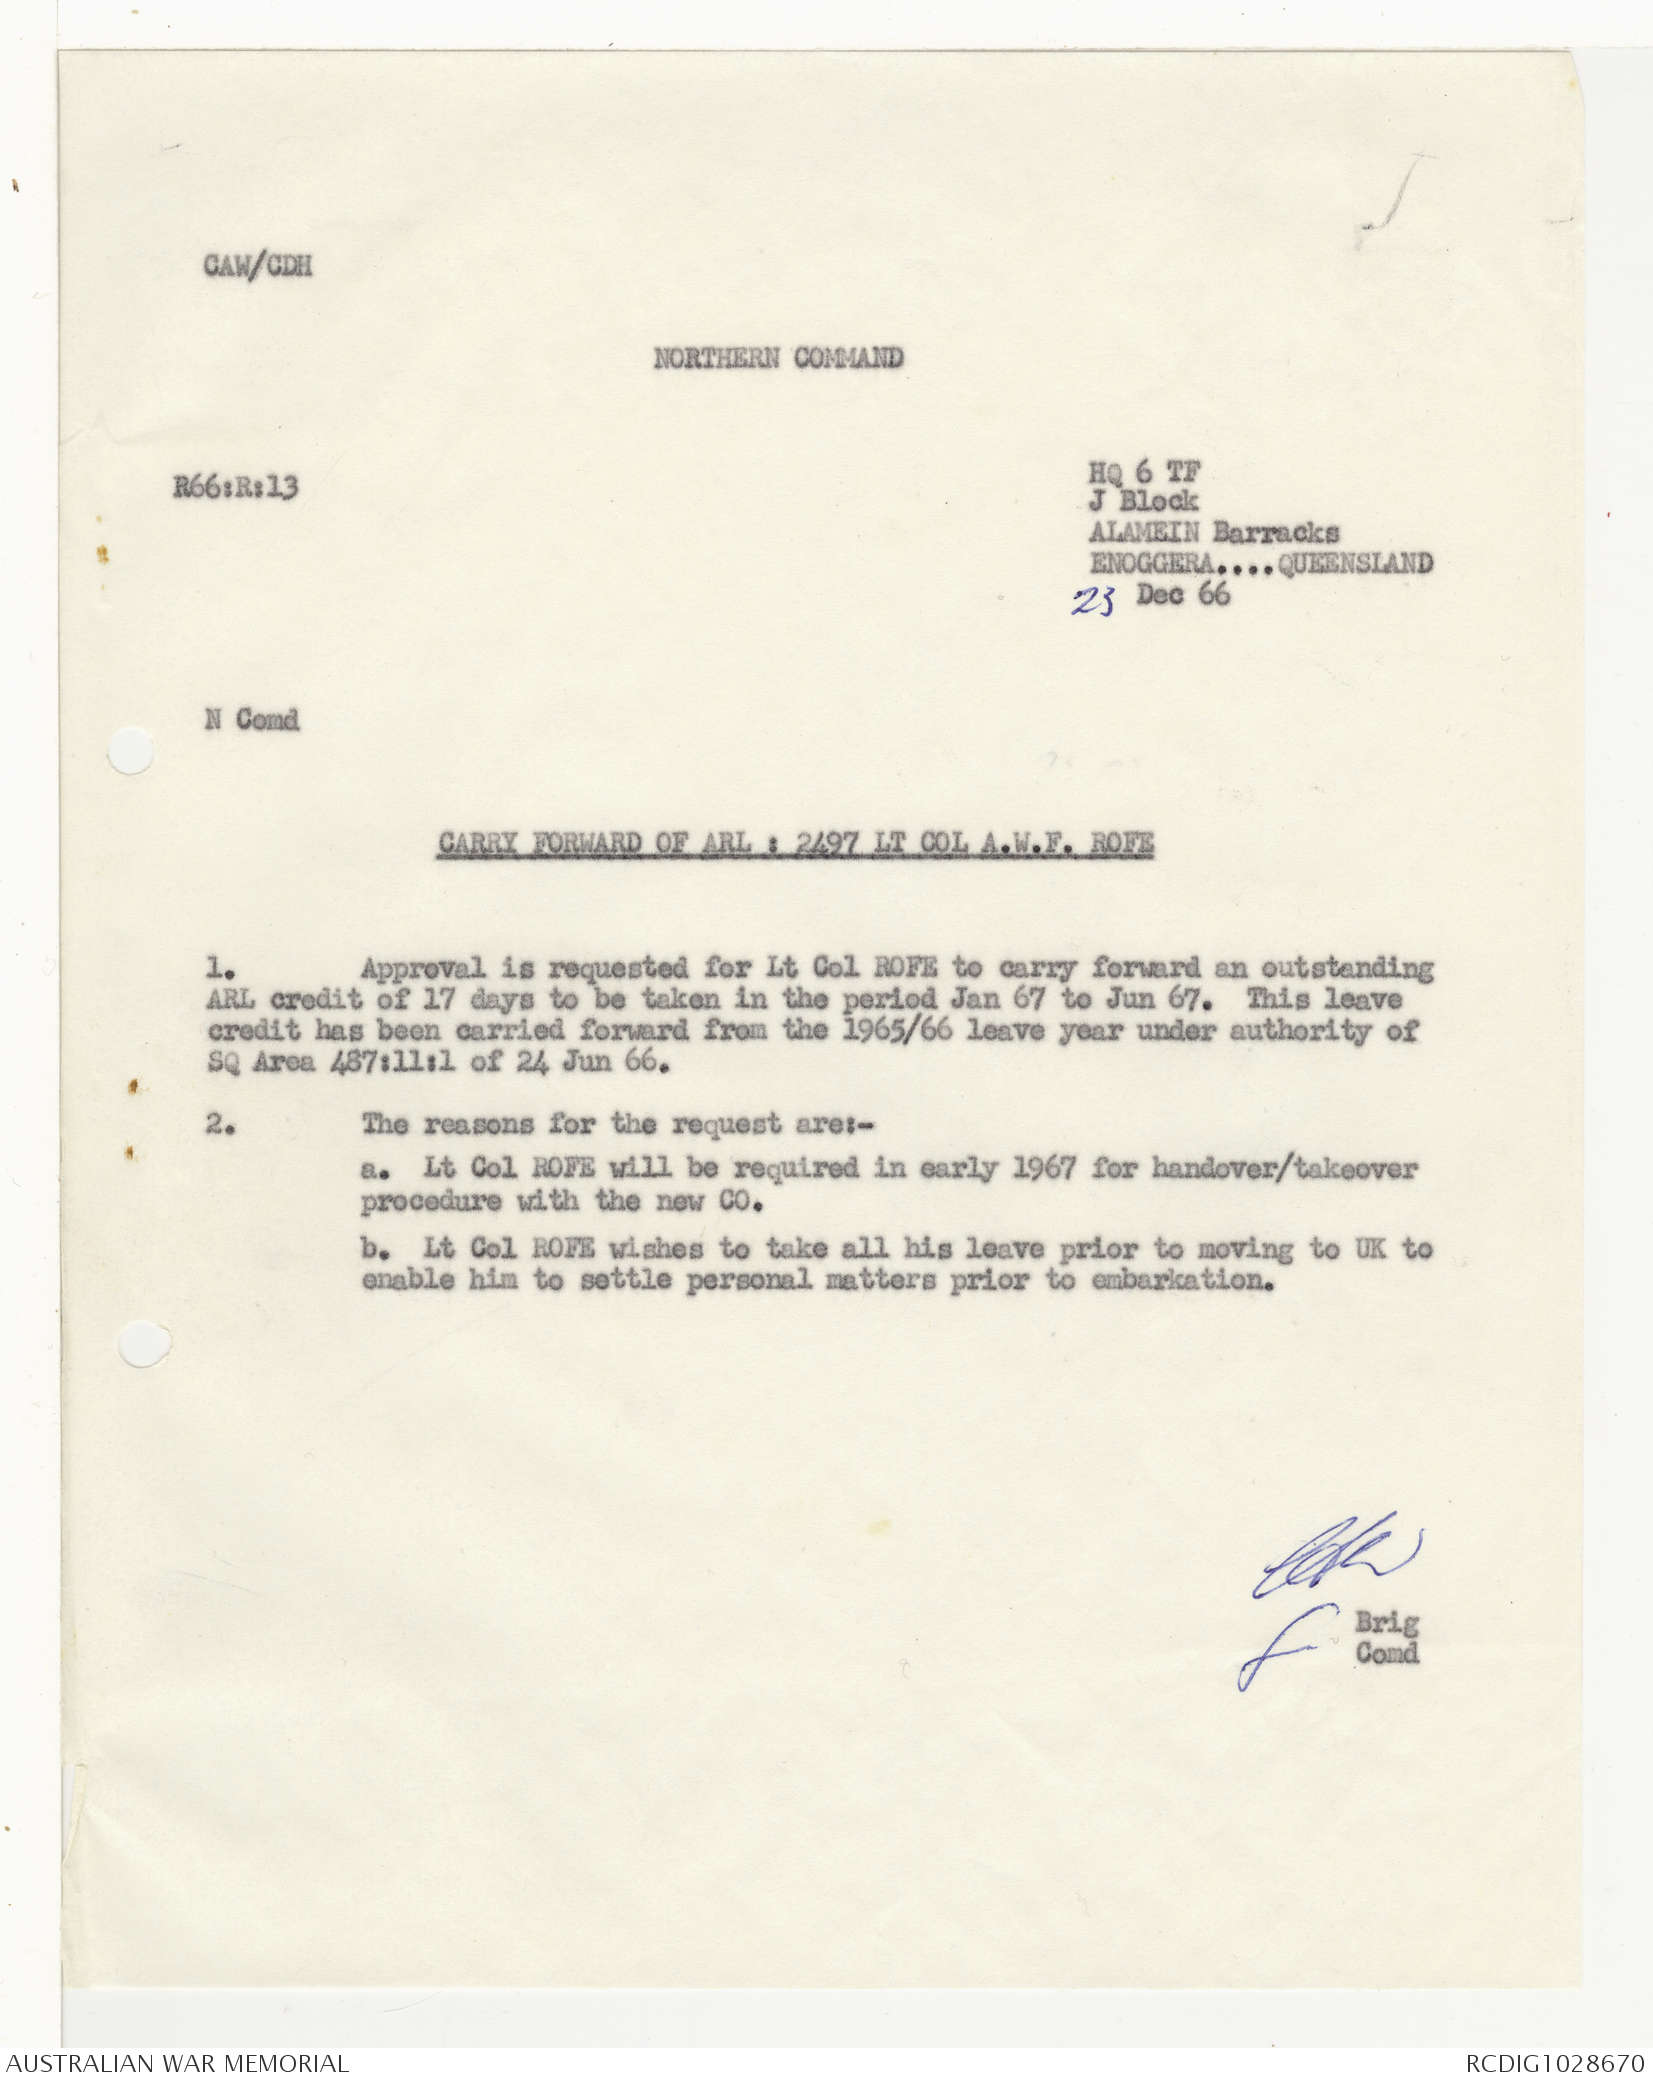 CAW/CDH
NORTHERN COMMAND
R66:R:13
HQ 6 TF
J Block
ALAMEIN Barracks
ENOGGERA....QUEENSLAND
23 Dec 66
N Comd
CARRY FORWARD OF ARL : 2497 LT COL A.W.F. ROFE
1. Approval is requested for Lt Col ROFE to carry forward an outstanding
ARL credit of 17 days to be taken in the period Jan 67 to Jun 67. This leave
credit has been carried forward from the 1965/66 leave year under authority of
SQ Area 487:11:1 of 24 Jun 66.
2. The reasons for the request are:-
a. Lt Col ROFE will be required in early 1967 for handover/takeover
procedure with the new CO.
b. Lt Col ROFE wishes to take all his leave prior to moving to UK to
enable him to settle personal matters prior to embarkation.
Brig
Comd
AUSTRALIAN WAR MEMORIAL
RCDIG1028670